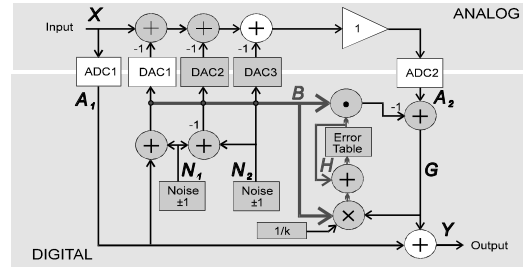 X
ANALOG
Input
+
+
+
1
-1
-1
-1
ADC1
DAC1
DAC2
DAC3
ADC2
A1
B
•
-1
A2
+
-1
Error
Table
+
+
N1
N2
H
+
G
Noise
±1
Noise
±1
1/k
×
Y
DIGITAL
+
Output